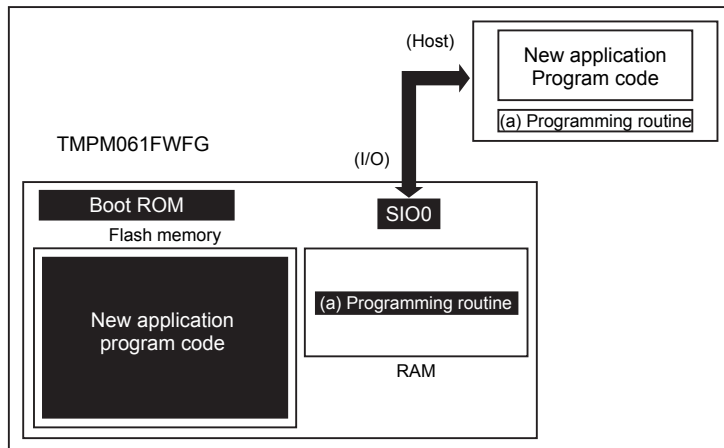 (Host)
New application
Program code
(a) Programming routine
TMPM061FWFG
(I/O)
Boot ROM
SIO0
Flash memory
New application
program code
(a) Programming routine
RAM